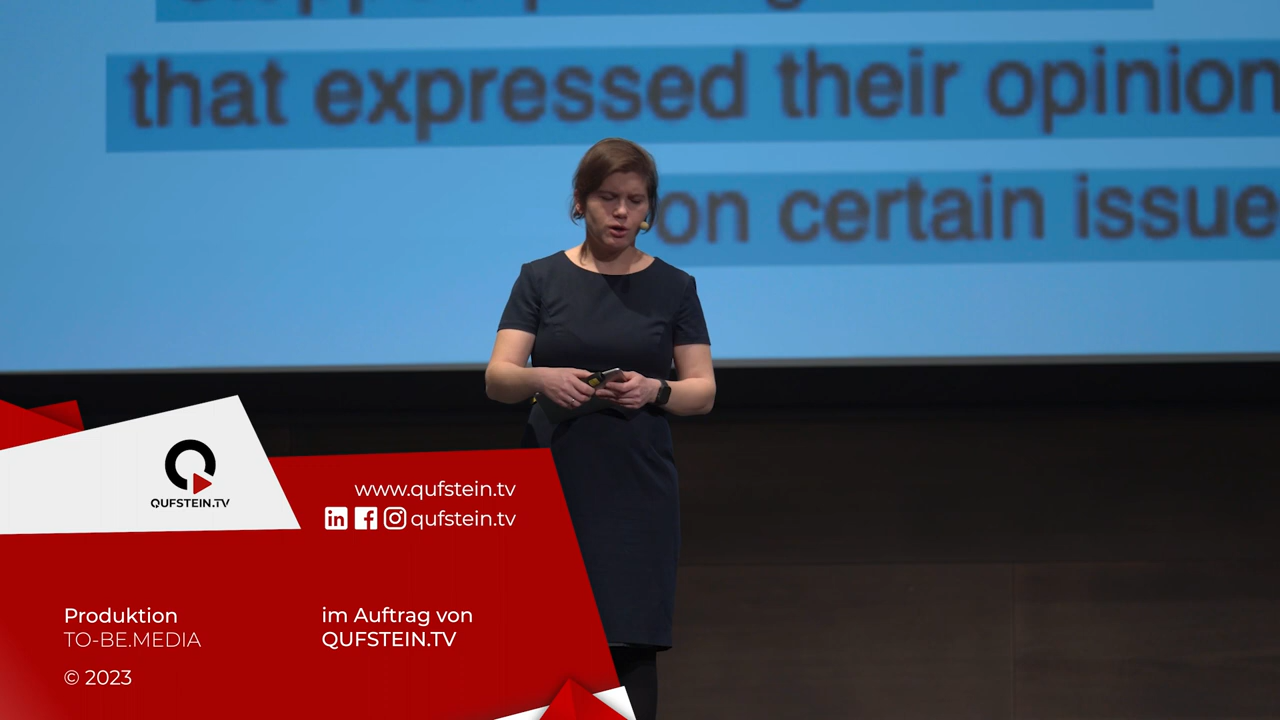 that expressed their opinion
on certain issue
QUFSTEIN.TV
www.qufstein.tv
in f qufstein.tv
Produktion
TO-BE.MEDIA
im Auftrag von
QUFSTEIN.TV
© 2023